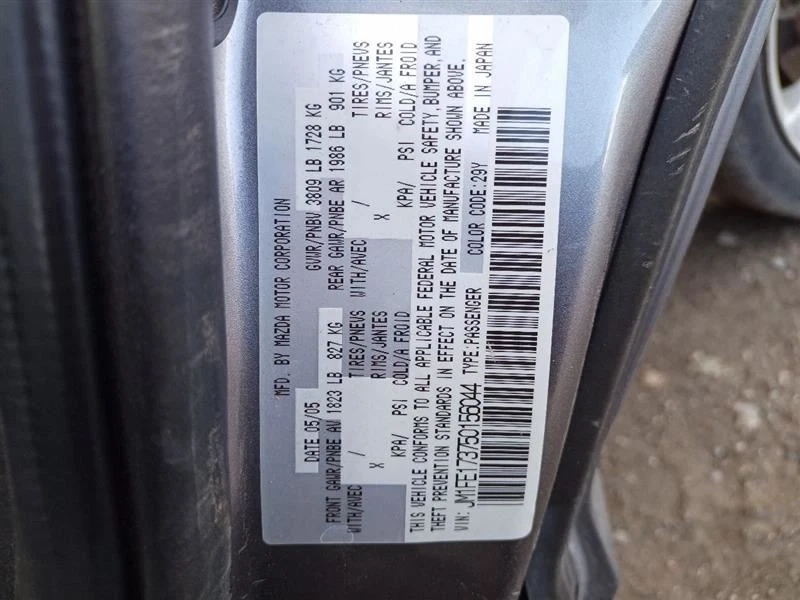 MFD. BY MAZDA MOTOR CORPORATION
DATE 05/05 GVWR/PNBV 3809 LB 1728 KG
FRONT GAWR/PNBE AV 1823 LB 827 KG REAR GAWR/PNBE AR 1986 LB 901 KG
WITH/AVEC TIRES/PNEUS WITH/AVEC / TIRES/PNEUS
X RIMS/JANTES X RIMS/JANTES
KPA/ PSI COLD/A FROID KPA/ PSI COLD/A FROID
THIS VEHICLE CONFORMS TO ALL APPLICABLE FEDERAL MOTOR VEHICLE SAFETY, BUMPER, AND
THEFT PREVENTION STANDARDS IN EFFECT ON THE DATE OF MANUFACTURE SHOWN ABOVE.
VIN: JM1FE173750156044 TYPE:PASSENGER COLOR CODE:29Y MADE IN JAPAN